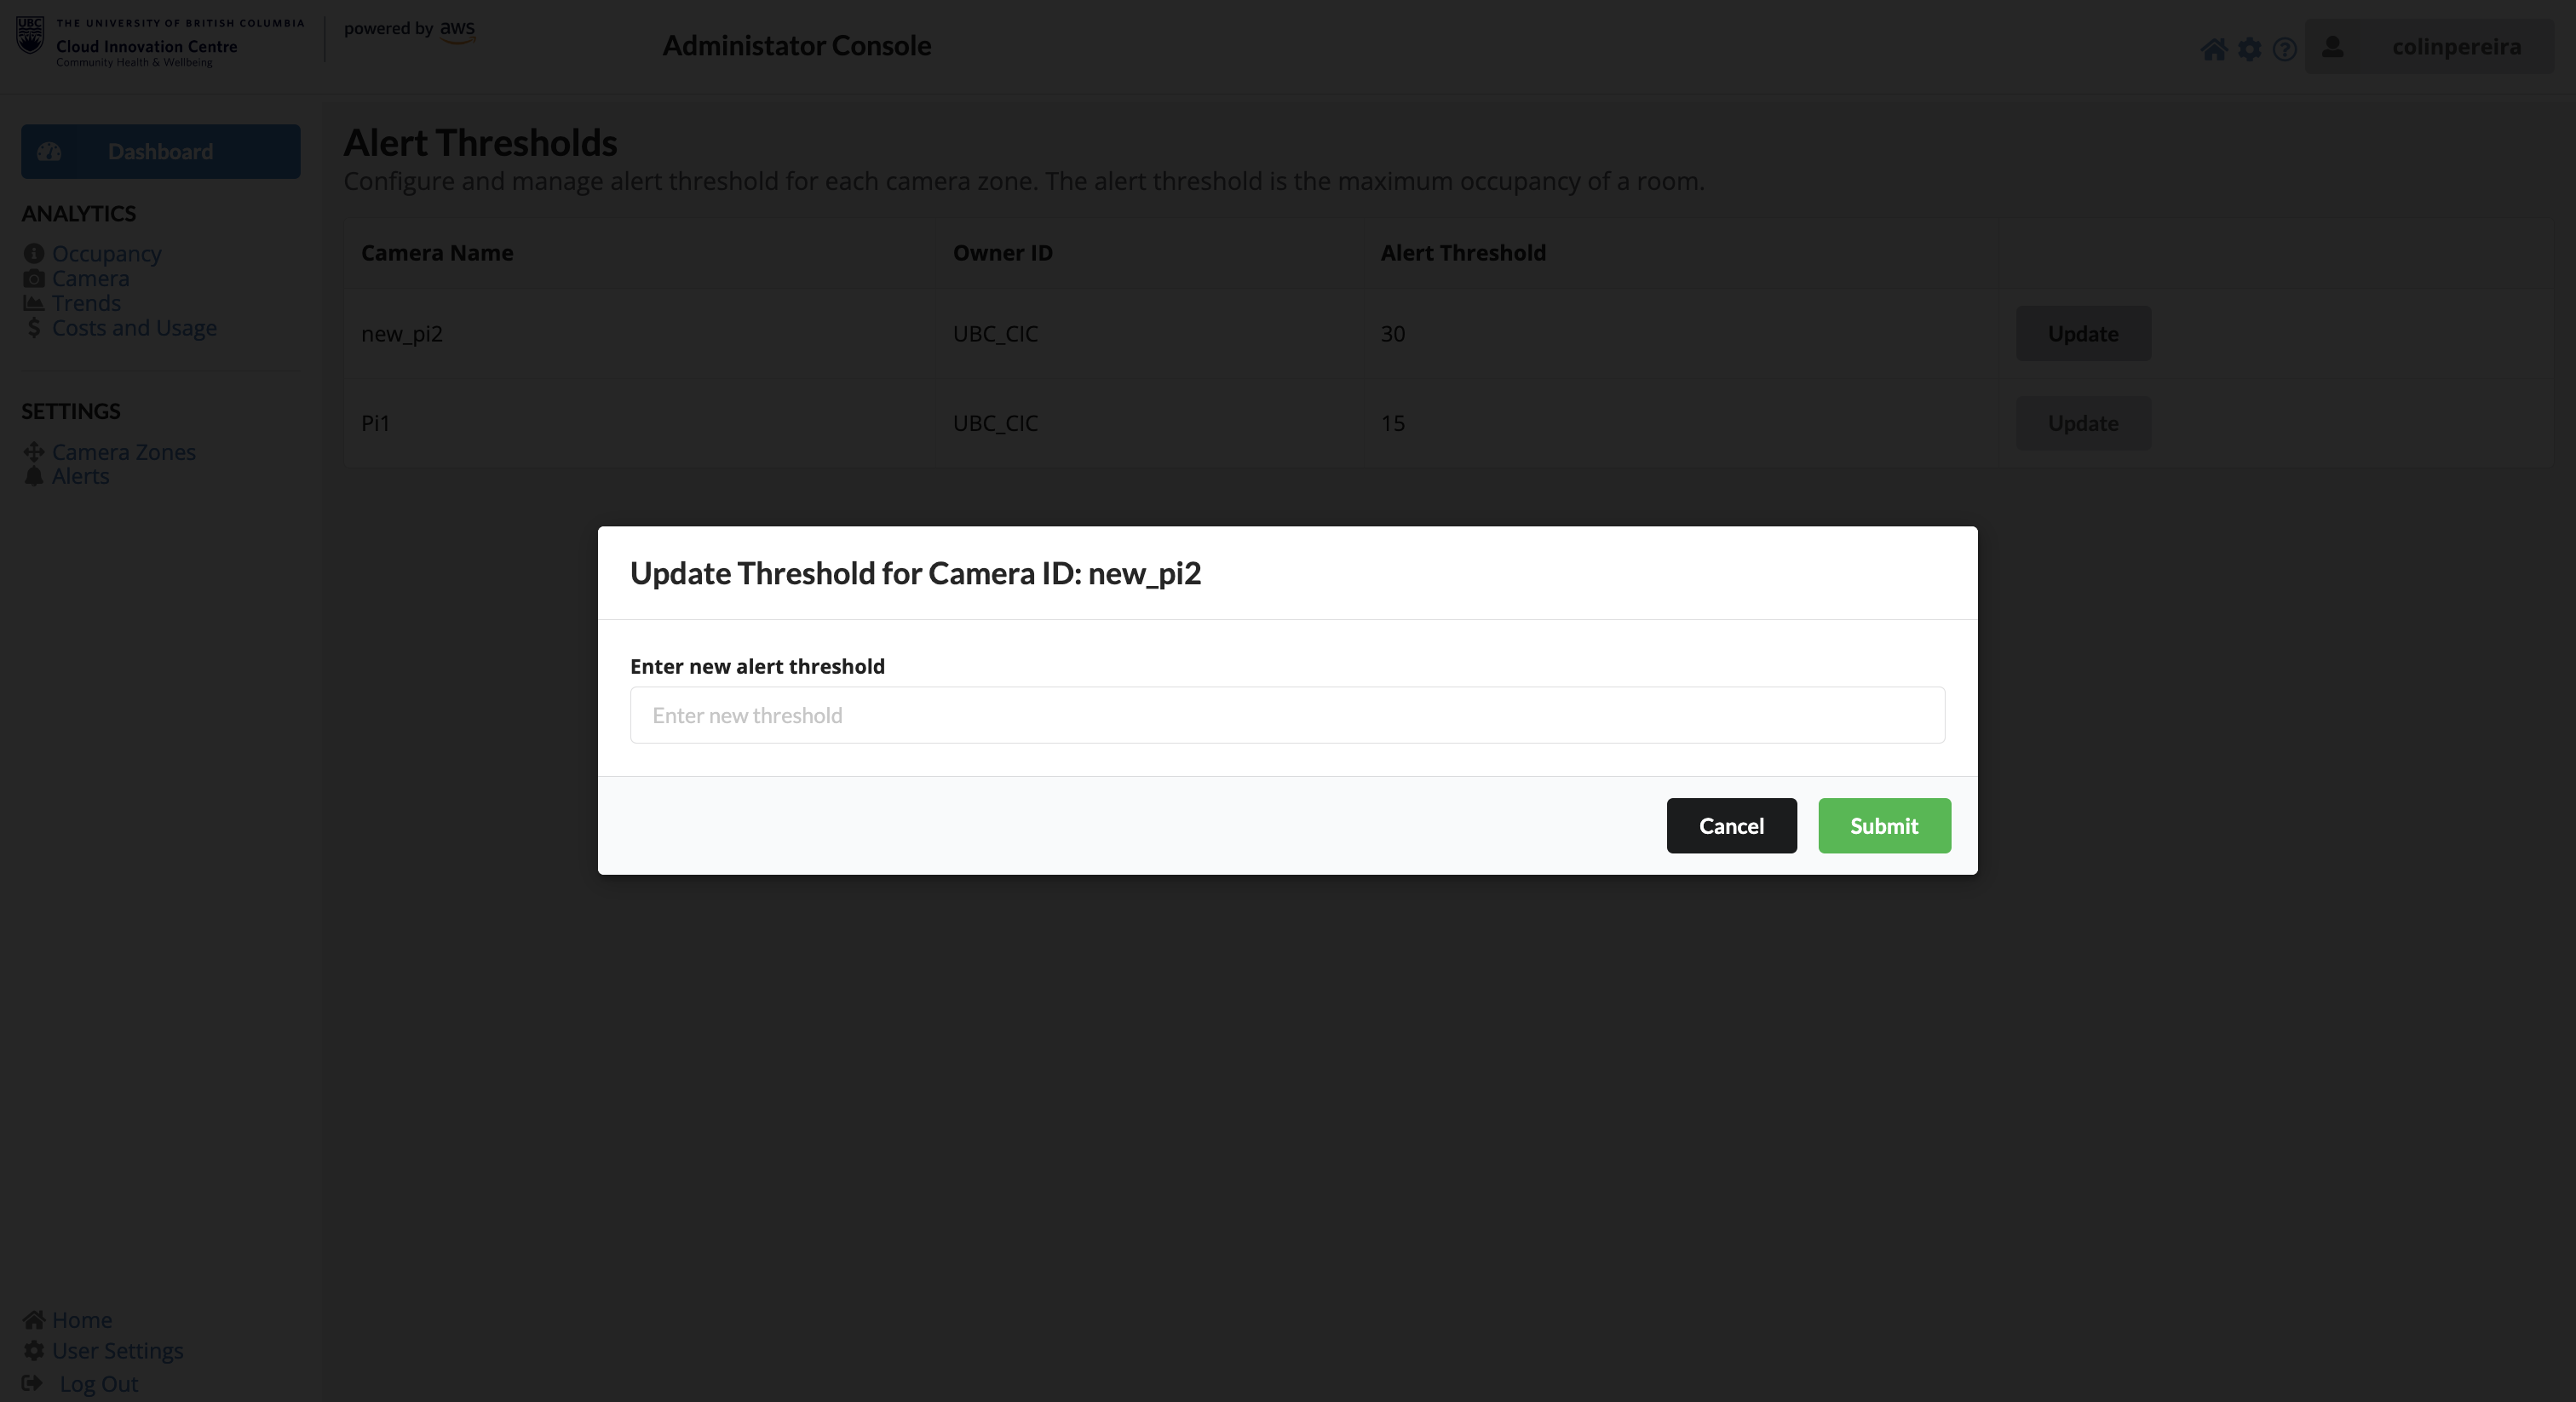 UBC
THE UNIVERSITY OF BRITISH COLUMBIA
Cloud Innovation Centre
Community Health & Wellbeing
powered by aws
Administator Console
colinpereira
Dashboard
ANALYTICS
Occupancy
Camera
Trends
Costs and Usage
SETTINGS
Camera Zones
Alerts
Alert Thresholds
Configure and manage alert threshold for each camera zone. The alert threshold is the maximum occupancy of a room.
Camera Name Owner ID Alert Threshold
new_pi2 UBC_CIC 30 Update
Pi1 UBC_CIC 15 Update
Update Threshold for Camera ID: new_pi2
Enter new alert threshold
Enter new threshold
Cancel Submit
Home
User Settings
Log Out